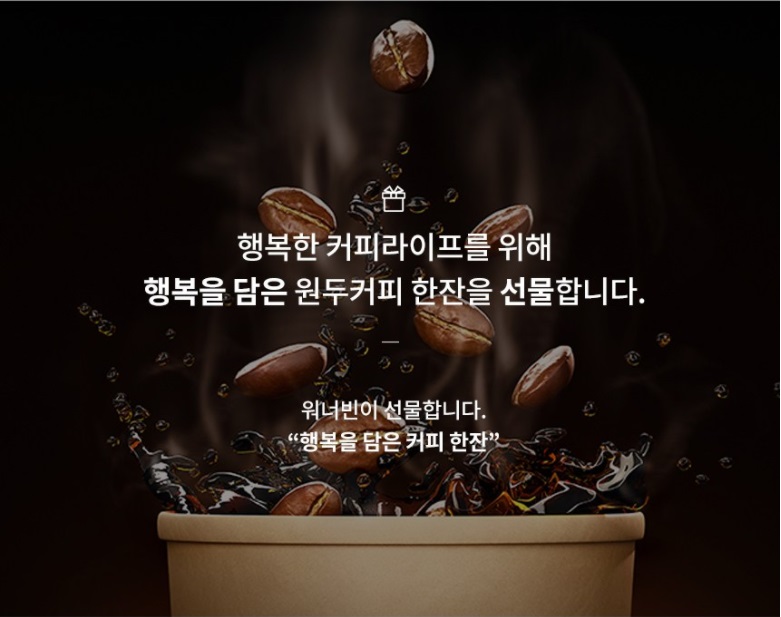 행복한 커피라이프를 위해
행복을 담은 원두커피 한잔을 선물합니다.
워너빈이 선물합니다.
“행복을 담은 커피 한잔”